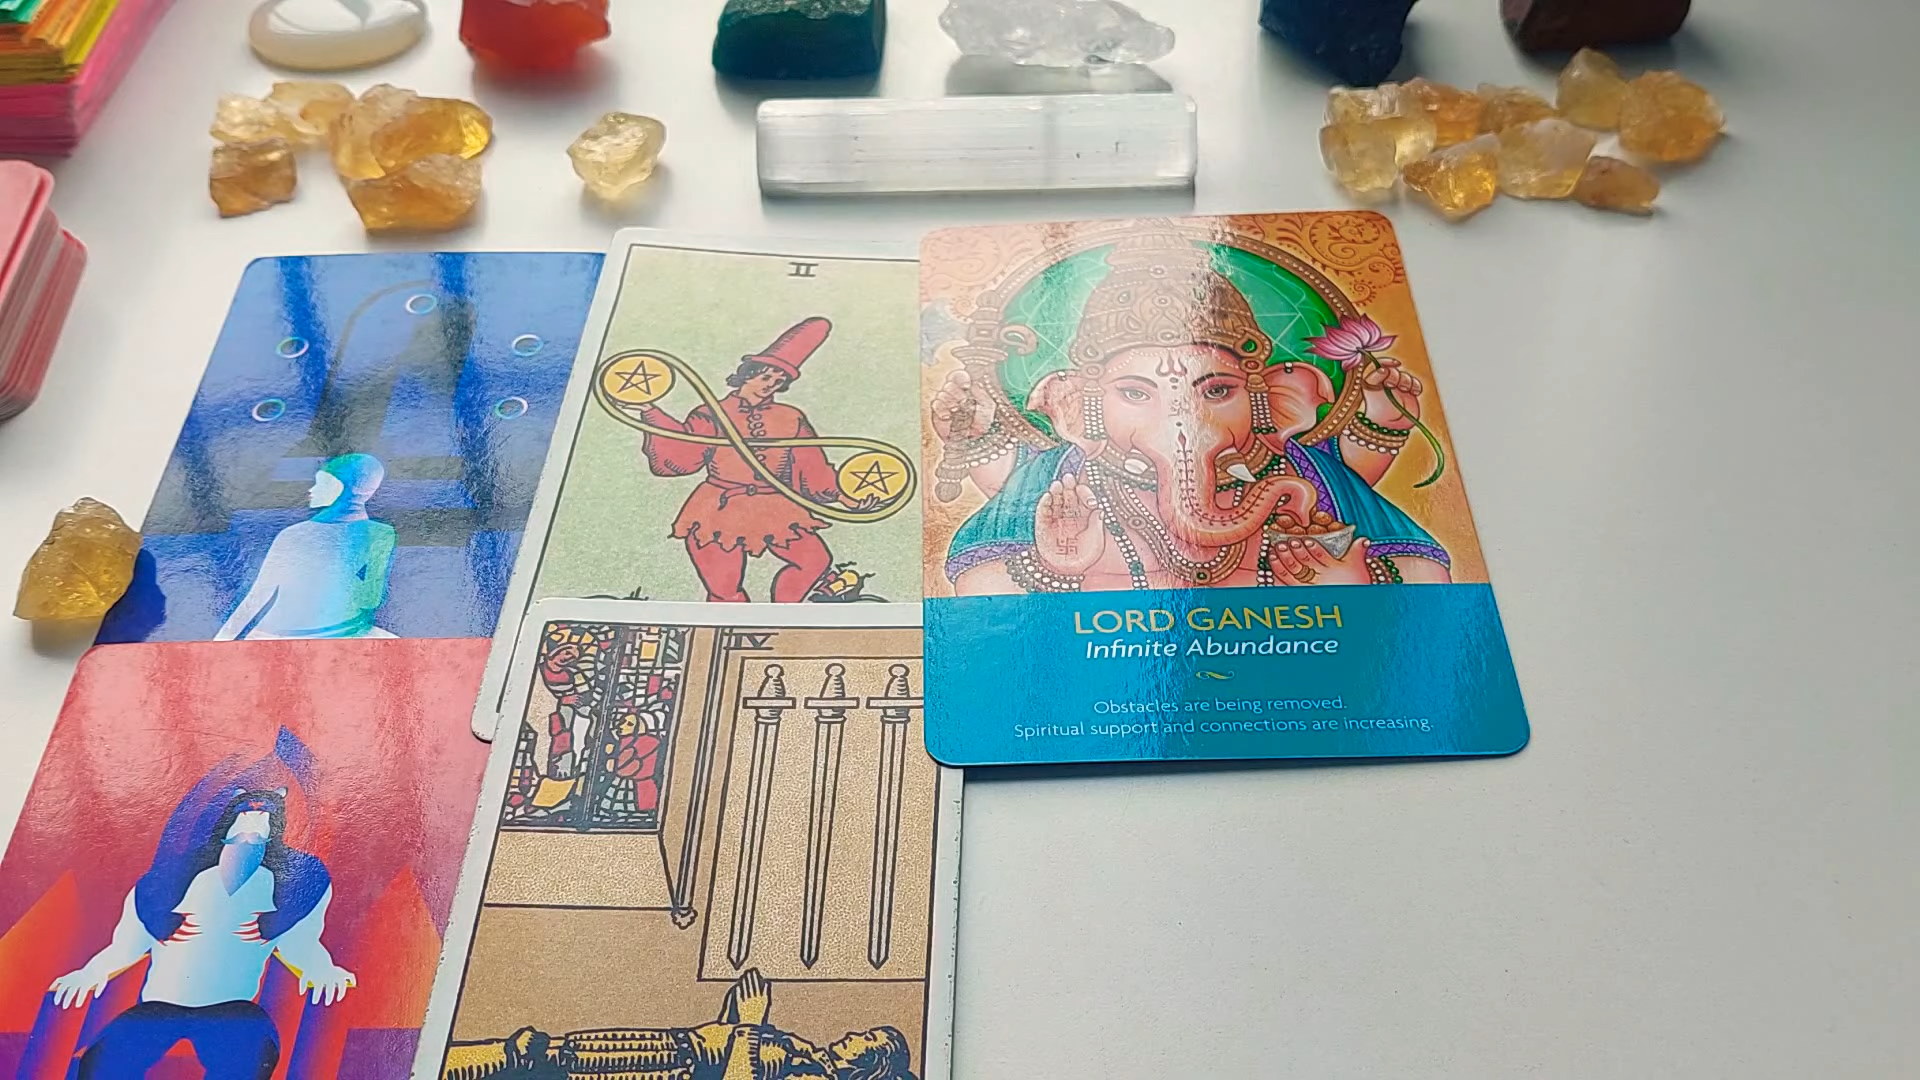 II
IV
LORD GANESH
Infinite Abundance
Obstacles are being removed.
Spiritual support and connections are increasing.